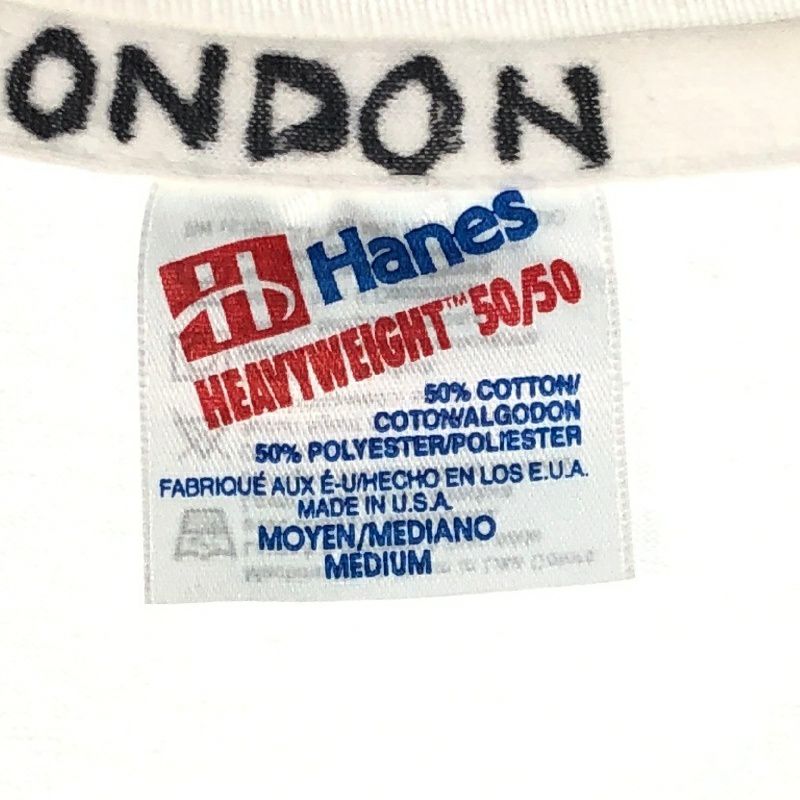 ONDON
Hanes
HEAVYWEIGHT™ 50/50
50% COTTON/
COTON/ALGODON
50% POLYESTER/POLIESTER
FABRIQUÉ AUX É-U/HECHO EN LOS E.U.A.
MADE IN U.S.A.
MOYEN/MEDIANO
MEDIUM